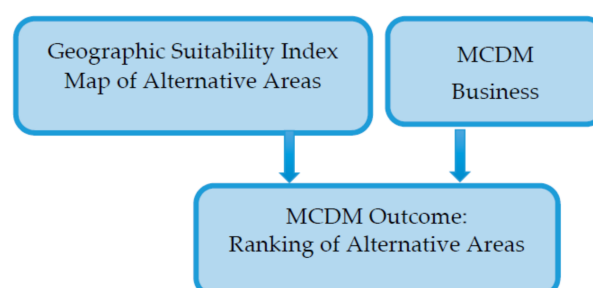 Geographic Suitability Index
Map of Alternative Areas
MCDM
Business
MCDM Outcome:
Ranking of Alternative Areas